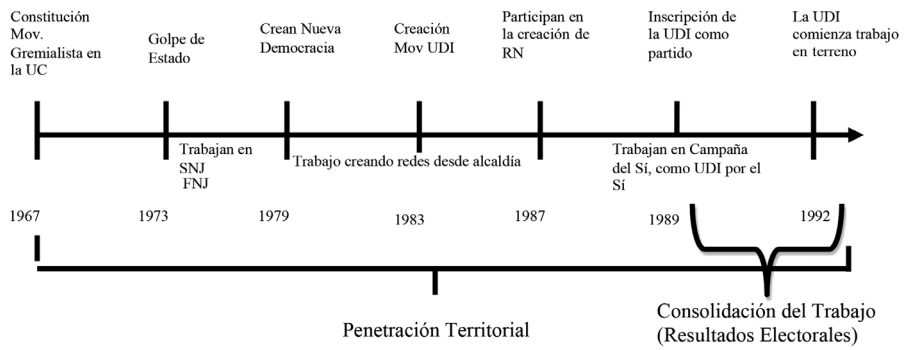 Constitución
Mov.
Gremialista en
la UC
Golpe de
Estado
Crean Nueva
Democracia
Creación
Mov UDI
Participan en
la creación de
RN
Inscripción de
la UDI como
partido
La UDI
comienza trabajo
en terreno
Trabajan en
SNJ
FNJ
Trabajo creando redes desde alcaldía
Trabajan en Campaña
del Sí, como UDI por el
Sí
1967
1973
1979
1983
1987
1989
1992
Penetración Territorial
Consolidación del Trabajo
(Resultados Electorales)